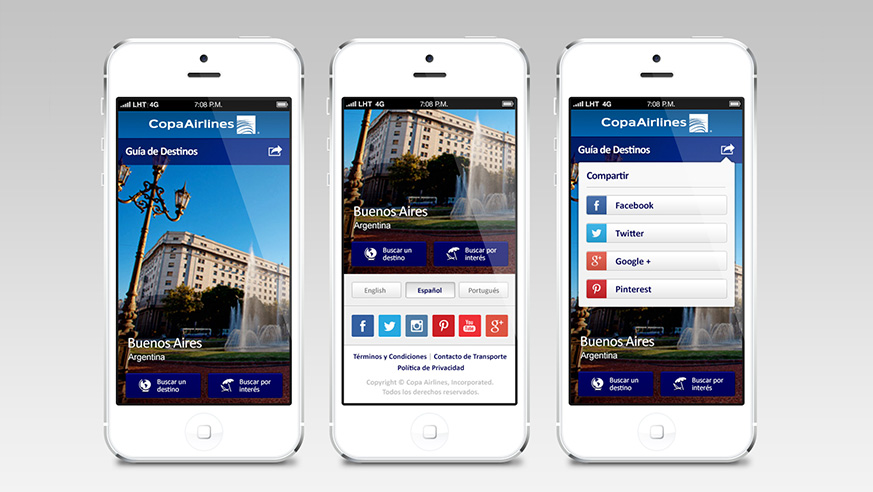 LHT 4G 7:08 P.M.
CopaAirlines
Guía de Destinos
Buenos Aires
Argentina
Buscar un
destino
Buscar por
interés
LHT 4G 7:08 P.M.
Buenos Aires
Argentina
Buscar un
destino
Buscar por
interés
English Español Portugués
f You Tube g+
Términos y Condiciones | Contacto de Transporte
Política de Privacidad
Copyright © Copa Airlines, Incorporated.
Todos los derechos reservados.
LHT 4G 7:08 P.M.
CopaAirlines
Guía de Destinos
Compartir
f Facebook
Twitter
g+ Google +
Pinterest
Buenos Aires
Argentina
Buscar un
destino
Buscar por
interés